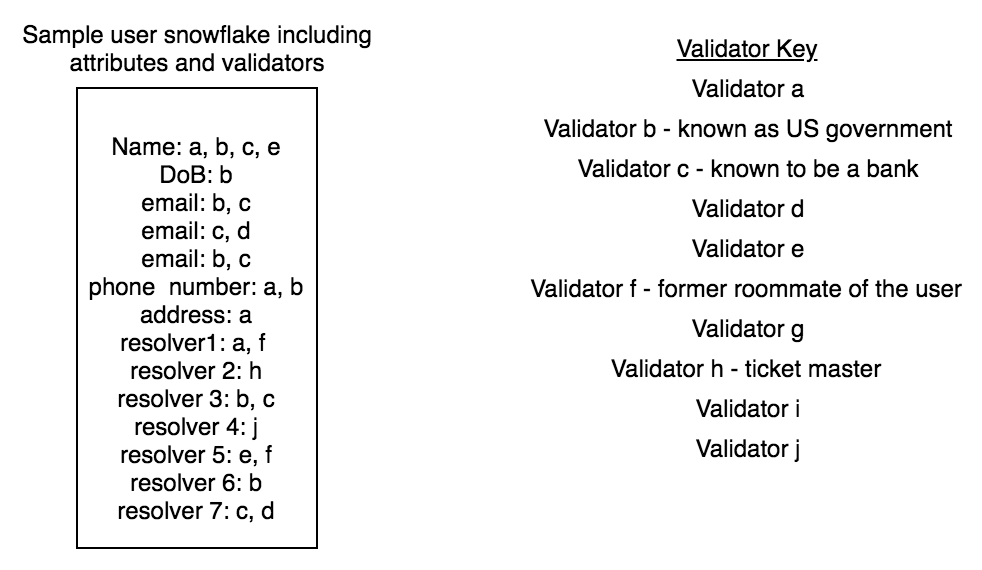 Sample user snowflake including
attributes and validators
Name: a, b, c, e
DoB: b
email: b, c
email: c, d
email: b, c
phone  number: a, b
address: a
resolver1: a, f
resolver 2: h
resolver 3: b, c
resolver 4: j
resolver 5: e, f
resolver 6: b
resolver 7: c, d
Validator Key
Validator a
Validator b - known as US government
Validator c - known to be a bank
Validator d
Validator e
Validator f - former roommate of the user
Validator g
Validator h - ticket master
Validator i
Validator j